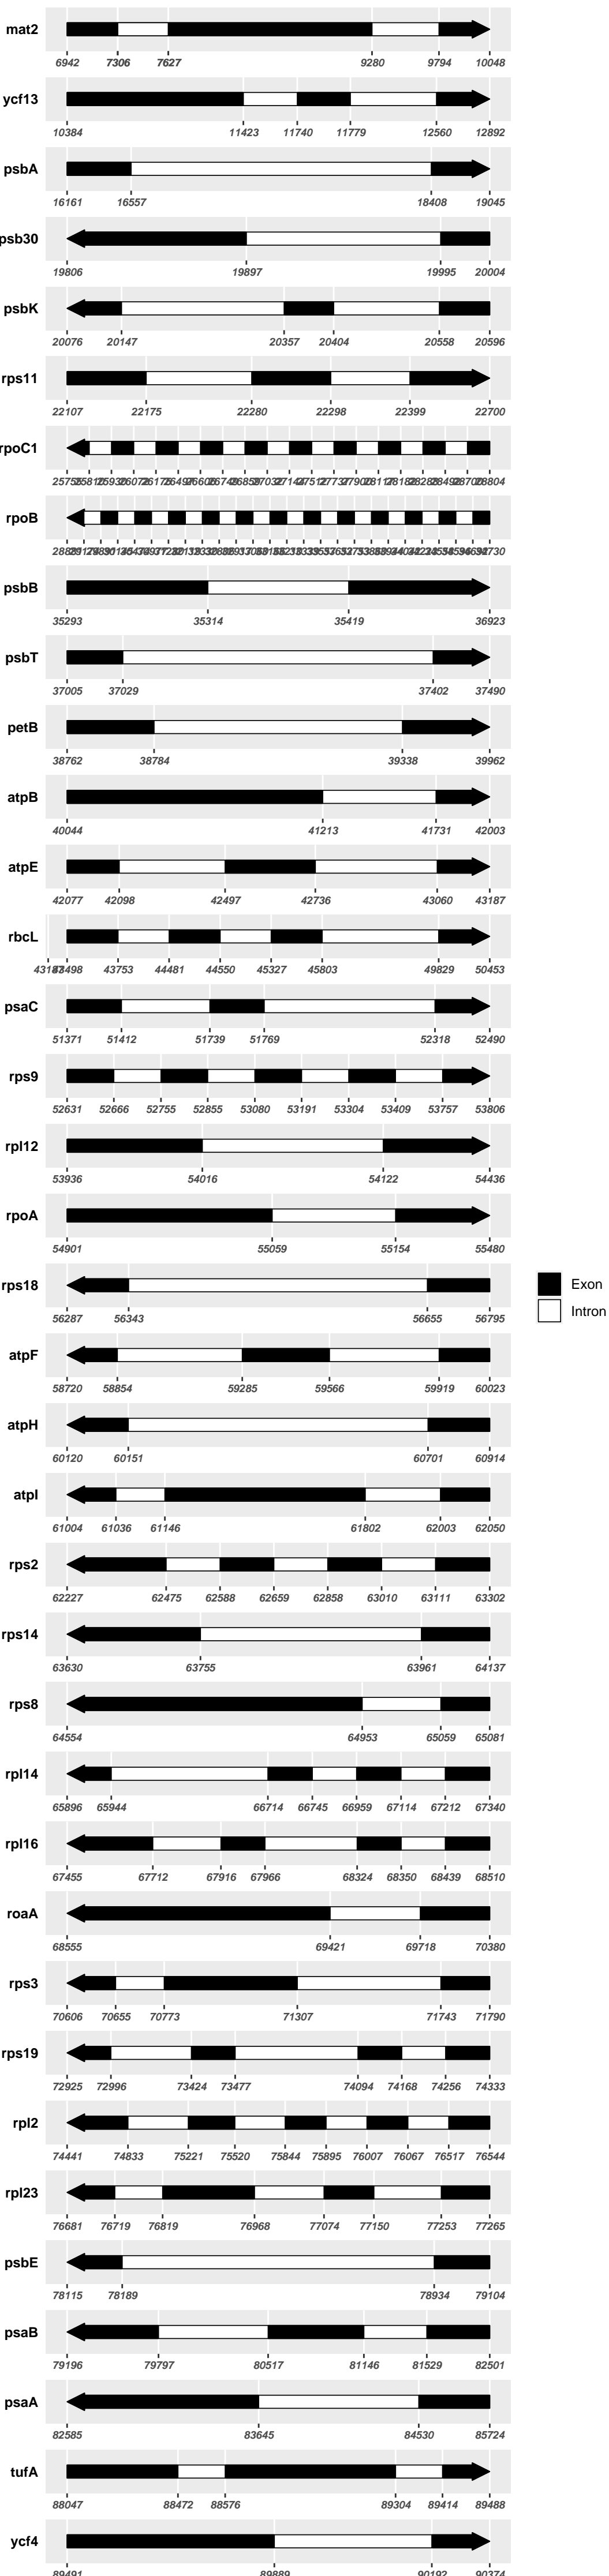 mat2
6942 7306 7627 9280 9794 10048
ycf13
10384 11423 11740 11779 12560 12892
psbA
16161 16557 18408 19045
psb30
19806 19897 19995 20004
psbK
20076 20147 20357 20404 20558 20596
rps11
22107 22175 22280 22298 22399 22700
rpoC1
rpoB
psbB
35293 35314 35419 36923
psbT
37005 37029 37402 37490
petB
38762 38784 39338 39962
atpB
40044 41213 41731 42003
atpE
42077 42098 42497 42736 43060 43187
rbcL
43753 44481 44550 45327 45803 49829 50453
psaC
51371 51412 51739 51769 52318 52490
rps9
52631 52666 52755 52855 53080 53191 53304 53409 53757 53806
rpl12
53936 54016 54122 54436
rpoA
54901 55059 55154 55480
Exon
rps18
Intron
56287 56343 56655 56795
atpF
58720 58854 59285 59566 59919 60023
atpH
60120 60151 60701 60914
atpI
61004 61036 61146 61802 62003 62050
rps2
62227 62475 62588 62659 62858 63010 63111 63302
rps14
63630 63755 63961 64137
rps8
64554 64953 65059 65081
rpl14
65896 65944 66714 66745 66959 67114 67212 67340
rpl16
67455 67712 67916 67966 68324 68350 68439 68510
roaA
68555 69421 69718 70380
rps3
70606 70655 70773 71307 71743 71790
rps19
72925 72996 73424 73477 74094 74168 74256 74333
rpl2
74441 74833 75221 75520 75844 75895 76007 76067 76517 76544
rpl23
76681 76719 76819 76968 77074 77150 77253 77265
psbE
78115 78189 78934 79104
psaB
79196 79797 80517 81146 81529 82501
psaA
82585 83645 84530 85724
tufA
88047 88472 88576 89304 89414 89488
ycf4
89491 89889 90192 90374